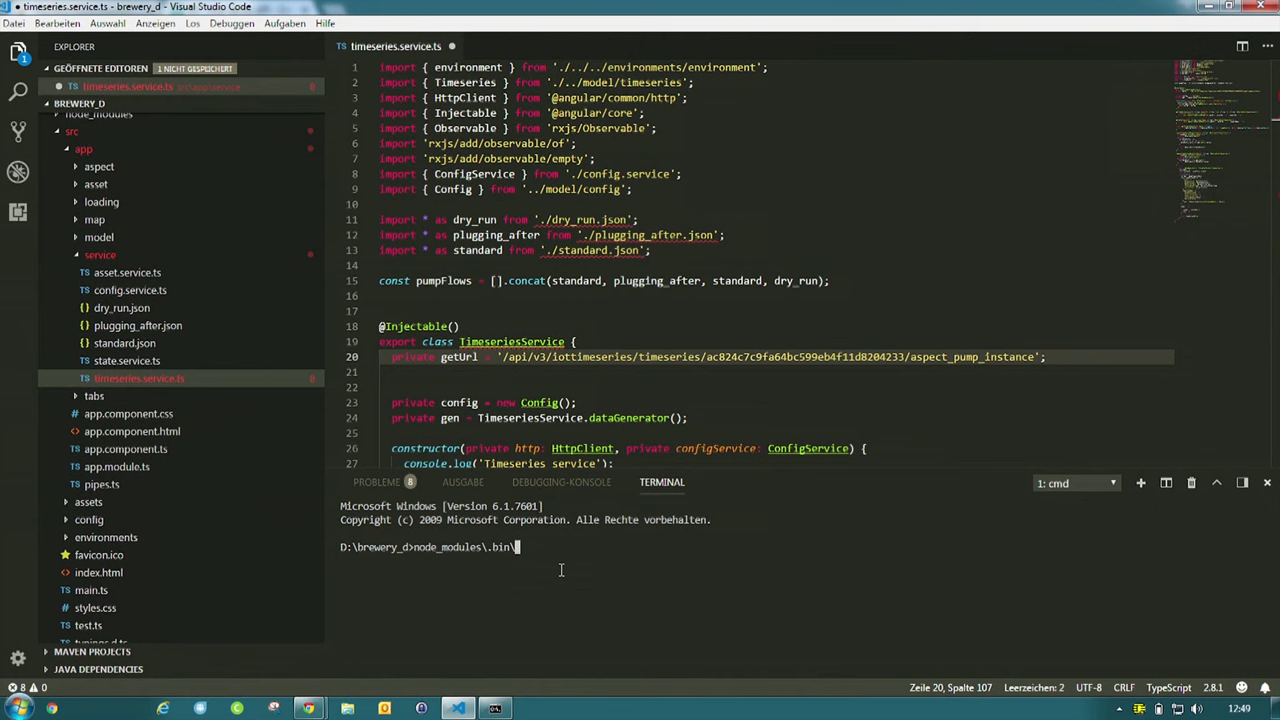 timeseries.service.ts - brewery_d - Visual Studio Code
Datei Bearbeiten Auswahl Anzeigen Los Debuggen Aufgaben Hilfe
EXPLORER
GEÖFFNETE EDITOREN 1 NICHT GESPEICHERT
timeseries.service.ts src\app\service
BREWERY_D
node_modules
src
app
aspect
asset
loading
map
model
service
asset.service.ts
config.service.ts
dry_run.json
plugging_after.json
standard.json
state.service.ts
timeseries.service.ts 8
tabs
app.component.css
app.component.html
app.component.ts
app.module.ts
pipes.ts
assets
config
environments
favicon.ico
index.html
main.ts
styles.css
test.ts
typings.d.ts
MAVEN PROJECTS
JAVA DEPENDENCIES
timeseries.service.ts
1 import { environment } from './../../environments/environment';
2 import { Timeseries } from './../model/timeseries';
3 import { HttpClient } from '@angular/common/http';
4 import { Injectable } from '@angular/core';
5 import { Observable } from 'rxjs/Observable';
6 import 'rxjs/add/observable/of';
7 import 'rxjs/add/observable/empty';
8 import { ConfigService } from './config.service';
9 import { Config } from '../model/config';
10
11 import * as dry_run from './dry_run.json';
12 import * as plugging_after from './plugging_after.json';
13 import * as standard from './standard.json';
14
15 const pumpFlows = [].concat(standard, plugging_after, standard, dry_run);
16
17
18 @Injectable()
19 export class TimeseriesService {
20 private getUrl = '/api/v3/iottimeseries/timeseries/ac824c7c9fa64bc599eb4f11d8204233/aspect_pump_instance';
21
22
23 private config = new Config();
24 private gen = TimeseriesService.dataGenerator();
25
26 constructor(private http: HttpClient, private configService: ConfigService) {
27 console.log('Timeseries service');
PROBLEME 8 AUSGABE DEBUGGING-KONSOLE TERMINAL 1: cmd
Microsoft Windows [Version 6.1.7601]
Copyright (c) 2009 Microsoft Corporation. Alle Rechte vorbehalten.
D:\brewery_d>node_modules\.bin\
8 0 Zeile 20, Spalte 107 Leerzeichen: 2 UTF-8 CRLF TypeScript 2.8.1
12:49